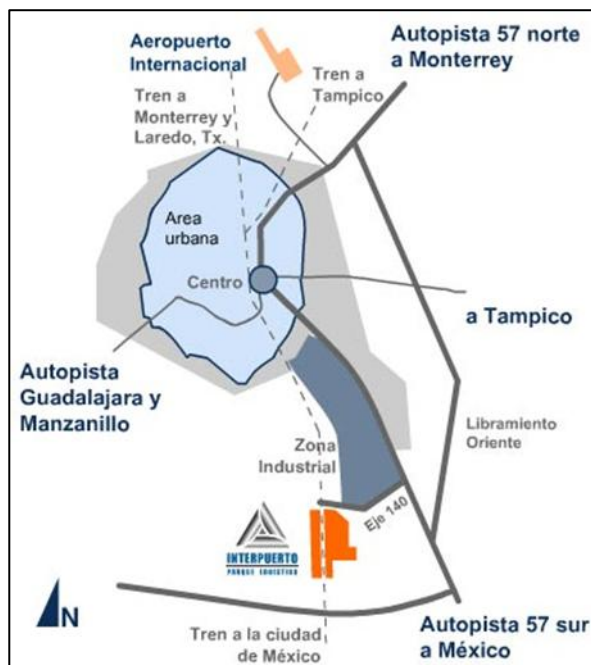 Autopista 57 norte
a Monterrey
Aeropuerto
Internacional
Tren a
Tampico
Tren a
Monterrey y
Laredo, Tx.
Area
urbana
Centro
a Tampico
Autopista
Guadalajara y
Manzanillo
Libramiento
Oriente
Zona
Industrial
Eje 140
INTERPUERTO
PARQUE LOGISTICO
N
Autopista 57 sur
a México
Tren a la ciudad
de México